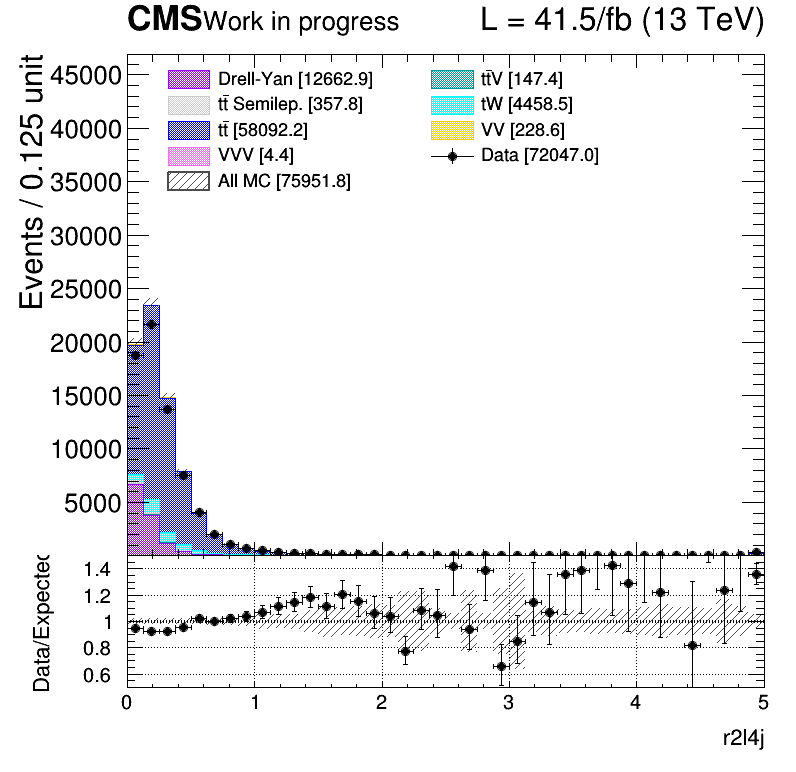 CMS Work in progress L = 41.5/fb (13 TeV)
Events / 0.125 unit
45000
40000
35000
30000
25000
20000
15000
10000
5000
Drell-Yan [12662.9]
tt̄ Semilep. [357.8]
tt̄ [58092.2]
VVV [4.4]
All MC [75951.8]
tt̄V [147.4]
tW [4458.5]
VV [228.6]
Data [72047.0]
Data/Expected
1.4
1.2
1
0.8
0.6
0 1 2 3 4 5
r2l4j